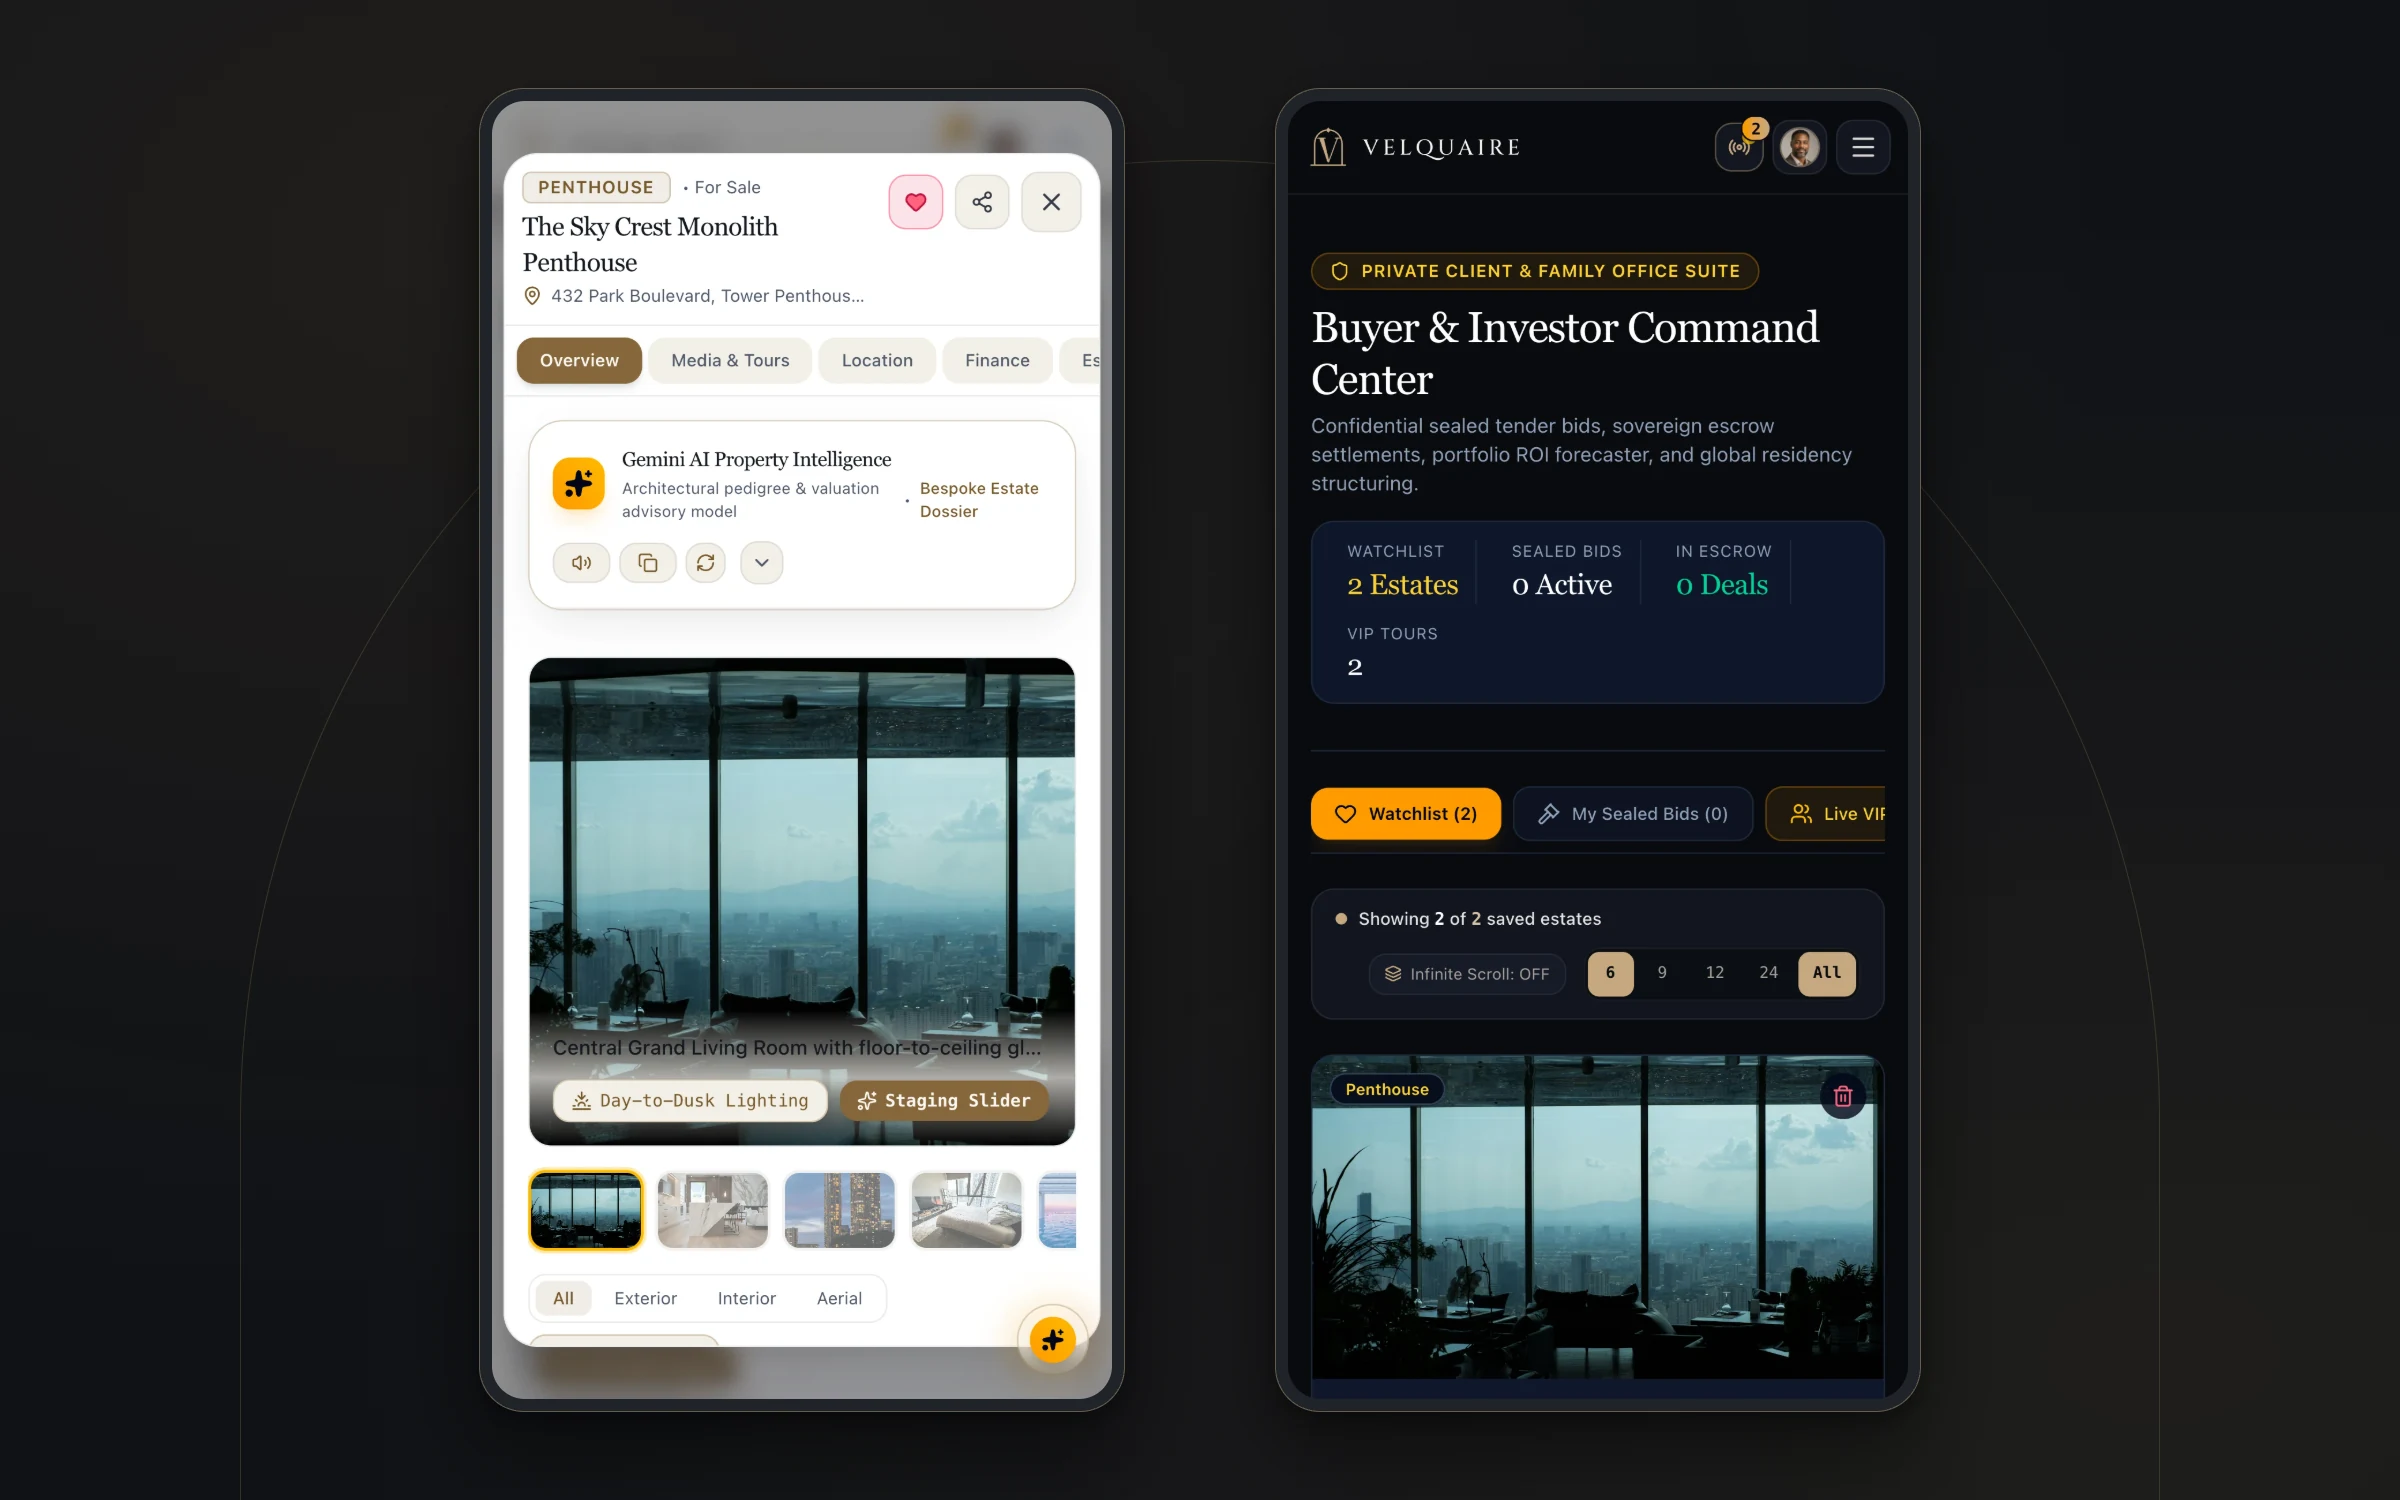 PENTHOUSE • For Sale
The Sky Crest Monolith
Penthouse
432 Park Boulevard, Tower Penthous...
Overview
Media & Tours
Location
Finance
Es
Gemini AI Property Intelligence
Architectural pedigree & valuation
advisory model
• Bespoke Estate
Dossier
Central Grand Living Room with floor-to-ceiling gl...
Day-to-Dusk Lighting
Staging Slider
All
Exterior
Interior
Aerial
V VELQUAIRE
2
PRIVATE CLIENT & FAMILY OFFICE SUITE
Buyer & Investor Command
Center
Confidential sealed tender bids, sovereign escrow
settlements, portfolio ROI forecaster, and global residency
structuring.
WATCHLIST
2 Estates
SEALED BIDS
0 Active
IN ESCROW
0 Deals
VIP TOURS
2
Watchlist (2)
My Sealed Bids (0)
Live VIP
Showing 2 of 2 saved estates
Infinite Scroll: OFF
6
9
12
24
All
Penthouse